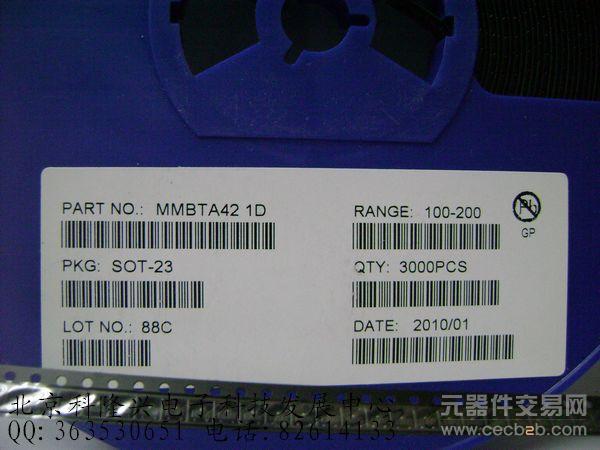 PART NO.: MMBTA42 1D
RANGE: 100-200
Pb
GP
PKG: SOT-23
QTY: 3000PCS
LOT NO.: 88C
DATE: 2010/01
北京科隆兴电子科技发展中心
QQ: 363530651 电话: 82614133
元器件交易网
www.cecb2b.com